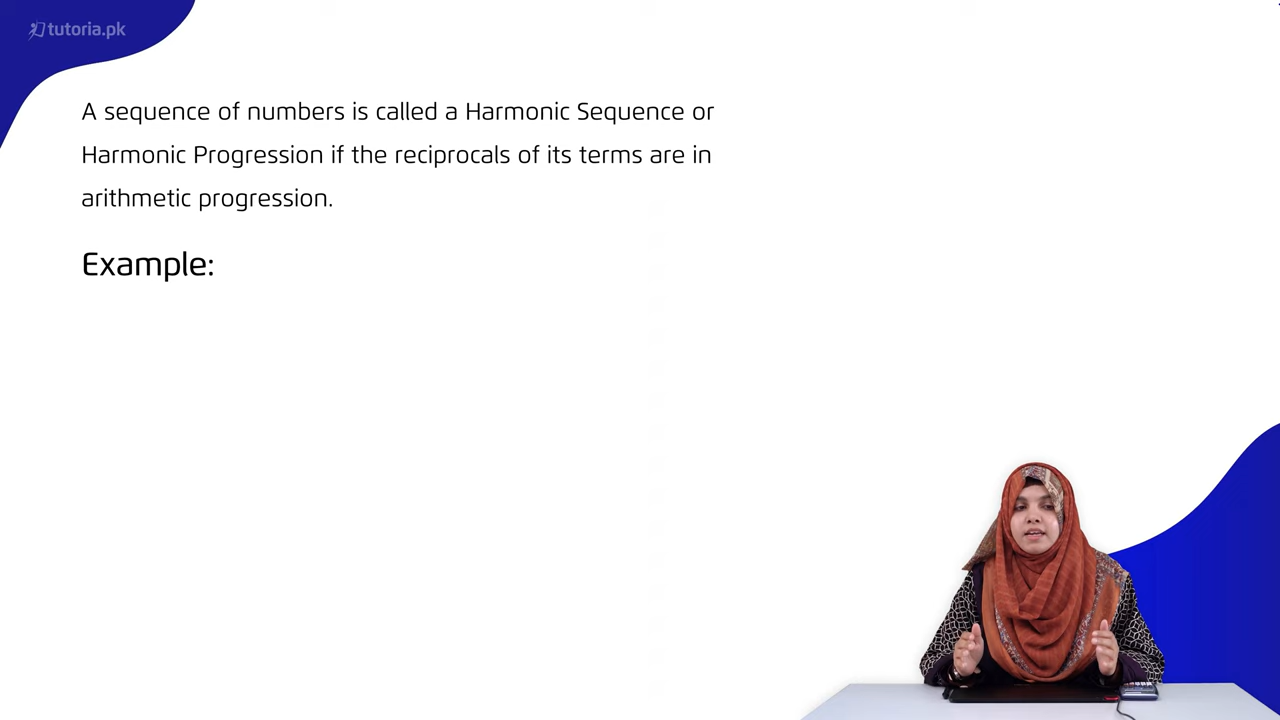 tutoria.pk
A sequence of numbers is called a Harmonic Sequence or
Harmonic Progression if the reciprocals of its terms are in
arithmetic progression.
Example: